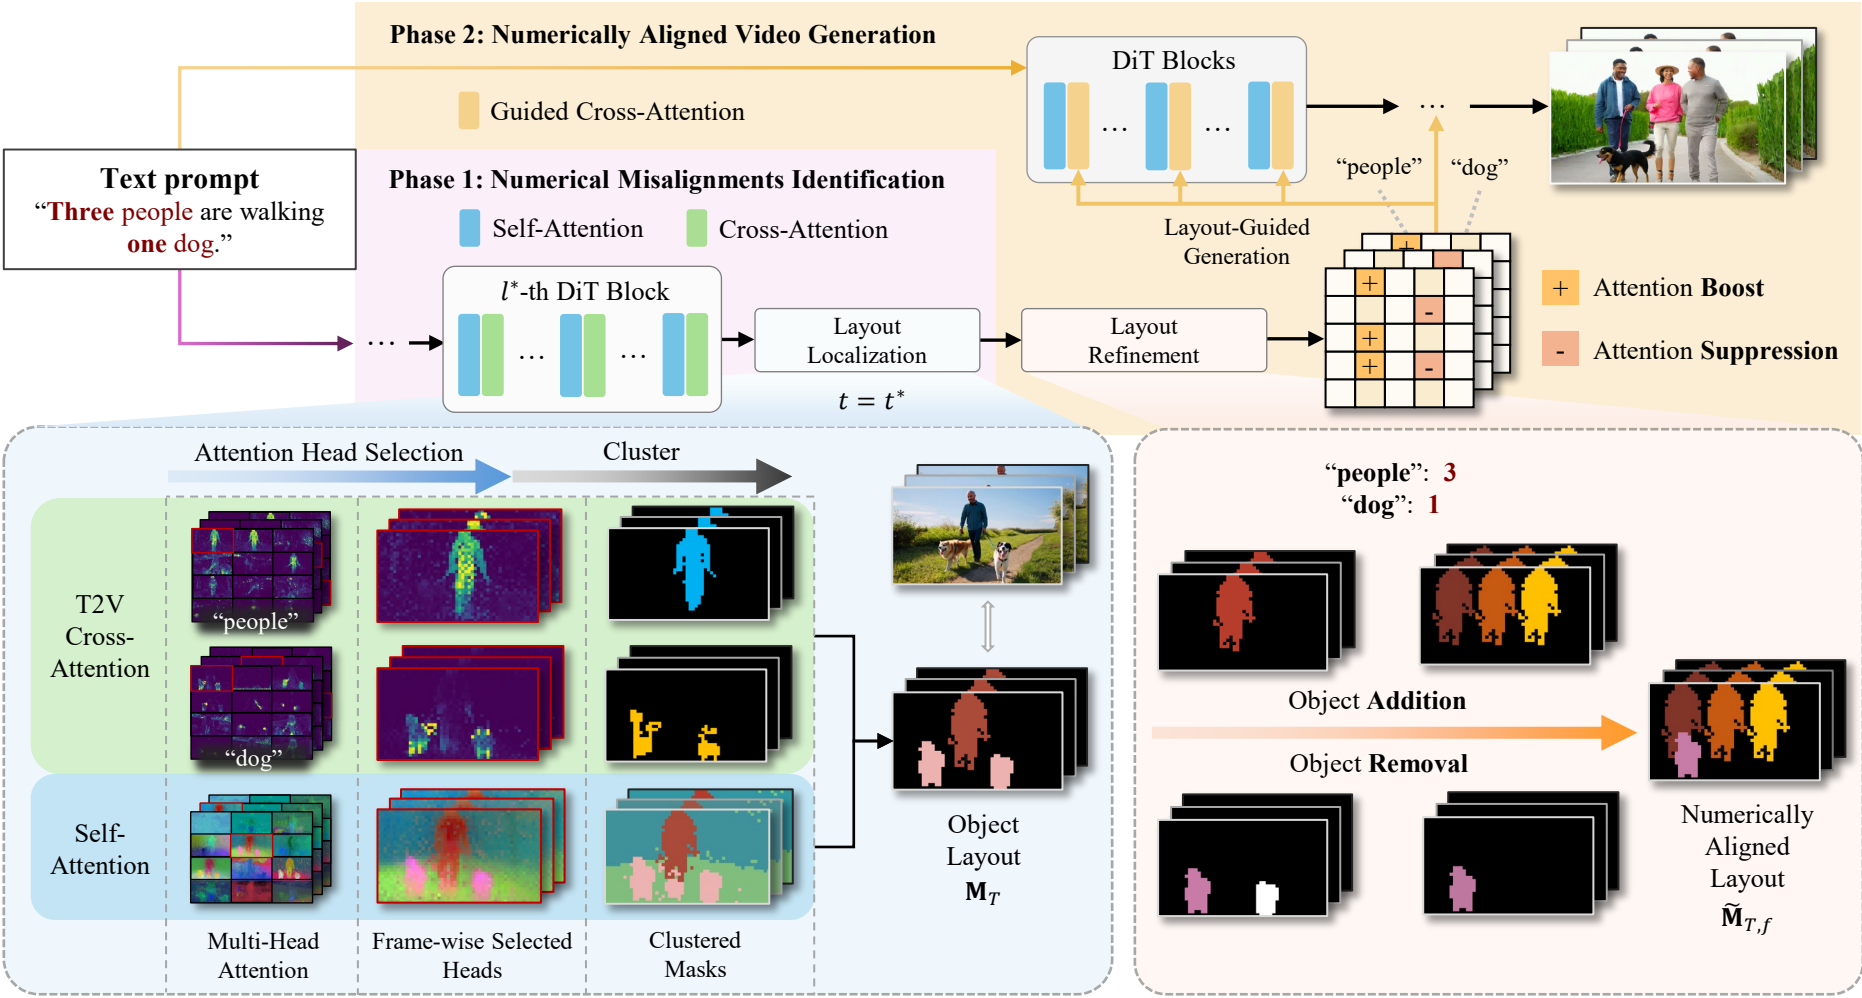 Phase 2: Numerically Aligned Video Generation
Guided Cross-Attention
DiT Blocks
... ...
...
Text prompt
“Three people are walking
one dog.”
Phase 1: Numerical Misalignments Identification
Self-Attention
Cross-Attention
“people”
“dog”
Layout-Guided
Generation
...
l*-th DiT Block
... ...
Layout
Localization
t = t*
Layout
Refinement
+
+
-
+
+ -
+ Attention Boost
- Attention Suppression
Attention Head Selection
Cluster
T2V
Cross-
Attention
“people”
“dog”
Self-
Attention
Multi-Head
Attention
Frame-wise Selected
Heads
Clustered
Masks
Object
Layout
M_T
“people”: 3
“dog”: 1
Object Addition
Object Removal
Numerically
Aligned
Layout
M̃_{T,f}